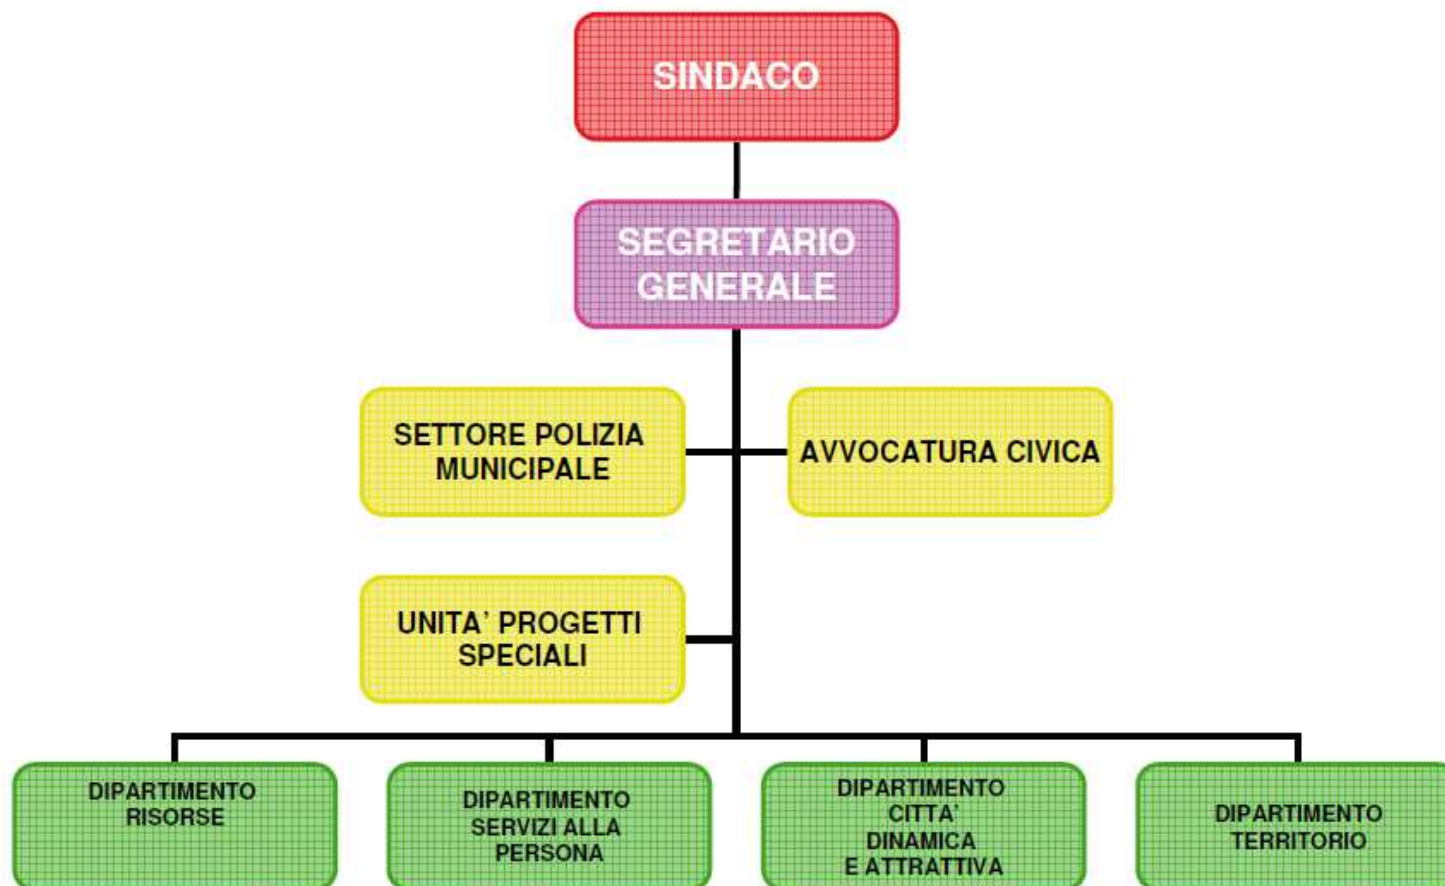 SINDACO
SEGRETARIO
GENERALE
SETTORE POLIZIA
MUNICIPALE
AVVOCATURA CIVICA
UNITA' PROGETTI
SPECIALI
DIPARTIMENTO
RISORSE
DIPARTIMENTO
SERVIZI ALLA
PERSONA
DIPARTIMENTO
CITTA'
DINAMICA
E ATTRATTIVA
DIPARTIMENTO
TERRITORIO